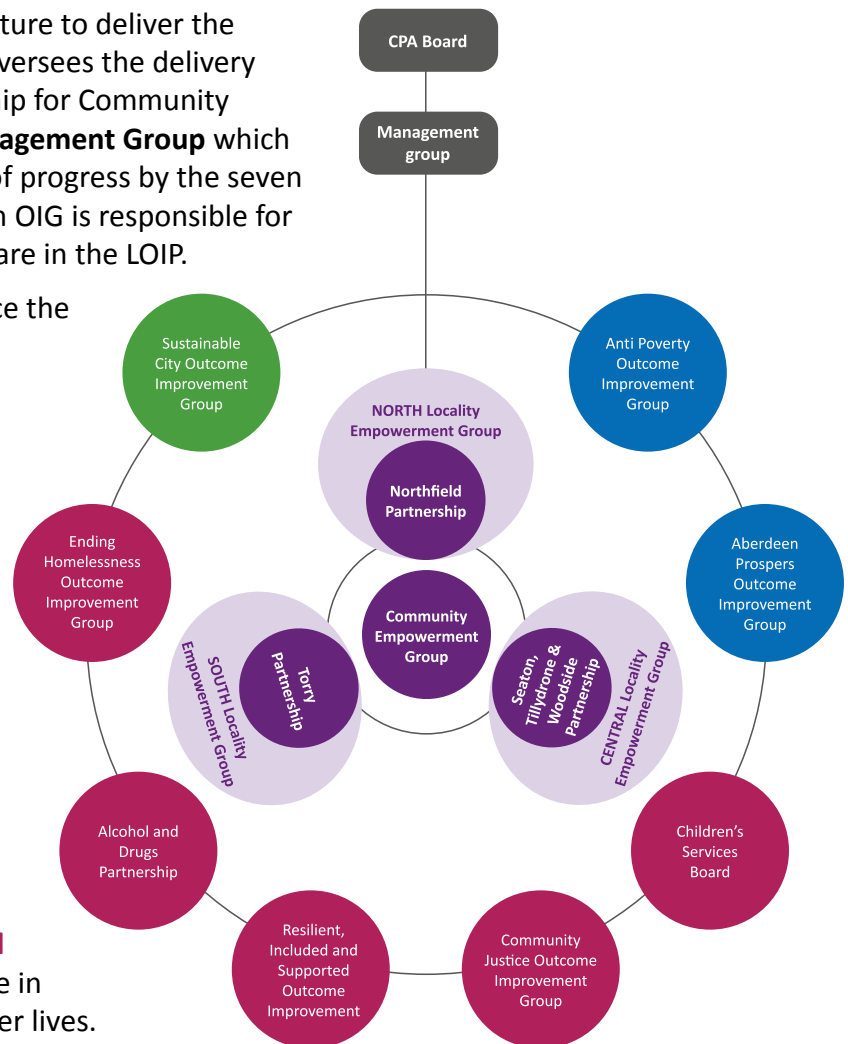 ture to deliver the
versees the delivery
hip for Community
nagement Group which
of progress by the seven
n OIG is responsible for
are in the LOIP.
ce the
l
e in
er lives.
CPA Board
Management
group
Sustainable
City Outcome
Improvement
Group
Anti Poverty
Outcome
Improvement
Group
NORTH Locality
Empowerment Group
Northfield
Partnership
Ending
Homelessness
Outcome
Improvement
Group
Aberdeen
Prospers
Outcome
Improvement
Group
Community
Empowerment
Group
SOUTH Locality
Empowerment Group
Torry
Partnership
Seaton,
Tillydrone &
Woodside
Partnership
CENTRAL Locality
Empowerment Group
Alcohol and
Drugs
Partnership
Children’s
Services
Board
Resilient,
Included and
Supported
Outcome
Improvement
Community
Justice Outcome
Improvement
Group